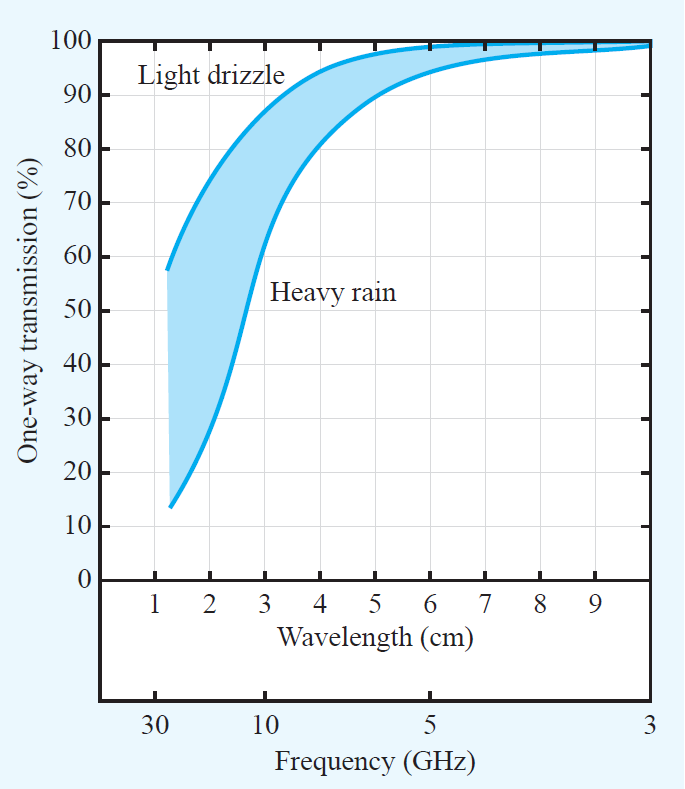 100
Light drizzle
90
80
70
60
Heavy rain
50
40
30
20
10
0
One-way transmission (%)
1 2 3 4 5 6 7 8 9
Wavelength (cm)
30 10 5 3
Frequency (GHz)